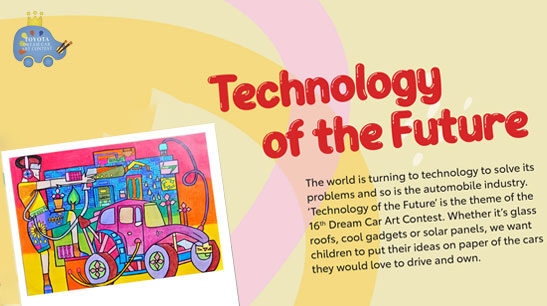 TOYOTA
DREAM CAR
ART CONTEST
Technology
of the Future
The world is turning to technology to solve its
problems and so is the automobile industry.
'Technology of the Future' is the theme of the
16th Dream Car Art Contest. Whether it's glass
roofs, cool gadgets or solar panels, we want
children to put their ideas on paper of the cars
they would love to drive and own.